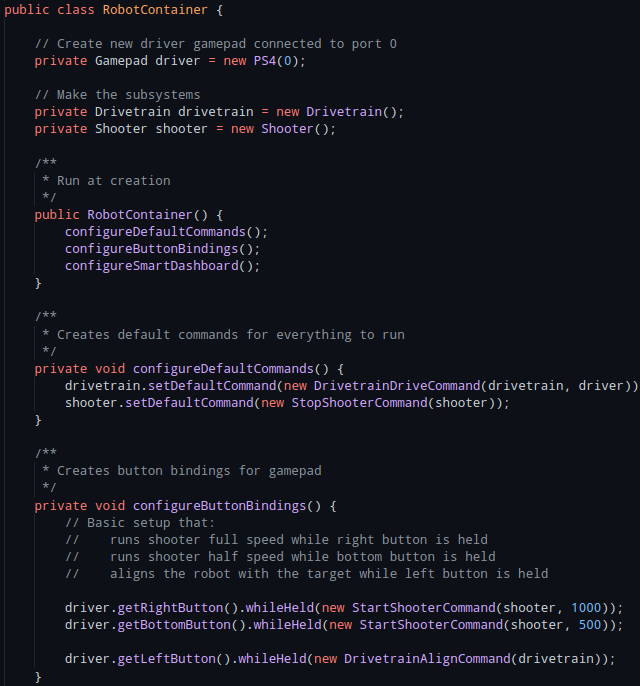 public class RobotContainer {

    // Create new driver gamepad connected to port 0
    private Gamepad driver = new PS4(0);

    // Make the subsystems
    private Drivetrain drivetrain = new Drivetrain();
    private Shooter shooter = new Shooter();

    /**
     * Run at creation
     */
    public RobotContainer() {
        configureDefaultCommands();
        configureButtonBindings();
        configureSmartDashboard();
    }

    /**
     * Creates default commands for everything to run
     */
    private void configureDefaultCommands() {
        drivetrain.setDefaultCommand(new DrivetrainDriveCommand(drivetrain, driver))
        shooter.setDefaultCommand(new StopShooterCommand(shooter));
    }

    /**
     * Creates button bindings for gamepad
     */
    private void configureButtonBindings() {
        // Basic setup that:
        //    runs shooter full speed while right button is held
        //    runs shooter half speed while bottom button is held
        //    aligns the robot with the target while left button is held

        driver.getRightButton().whileHeld(new StartShooterCommand(shooter, 1000));
        driver.getBottomButton().whileHeld(new StartShooterCommand(shooter, 500));

        driver.getLeftButton().whileHeld(new DrivetrainAlignCommand(drivetrain));
    }